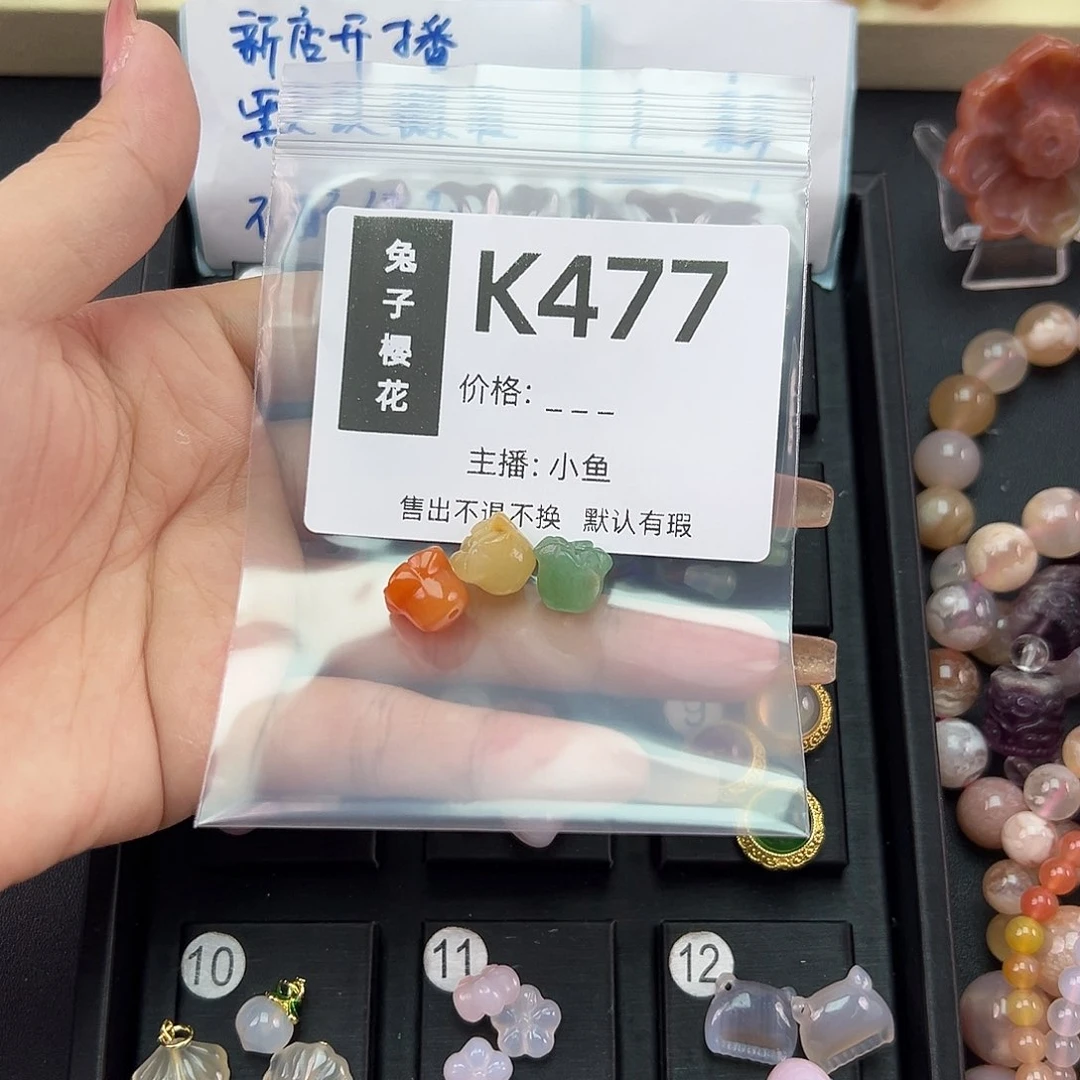 新店开播
兔子樱花
K477
价格: _ _ _
主播: 小鱼
售出不退不换 默认有瑕
10
11
12